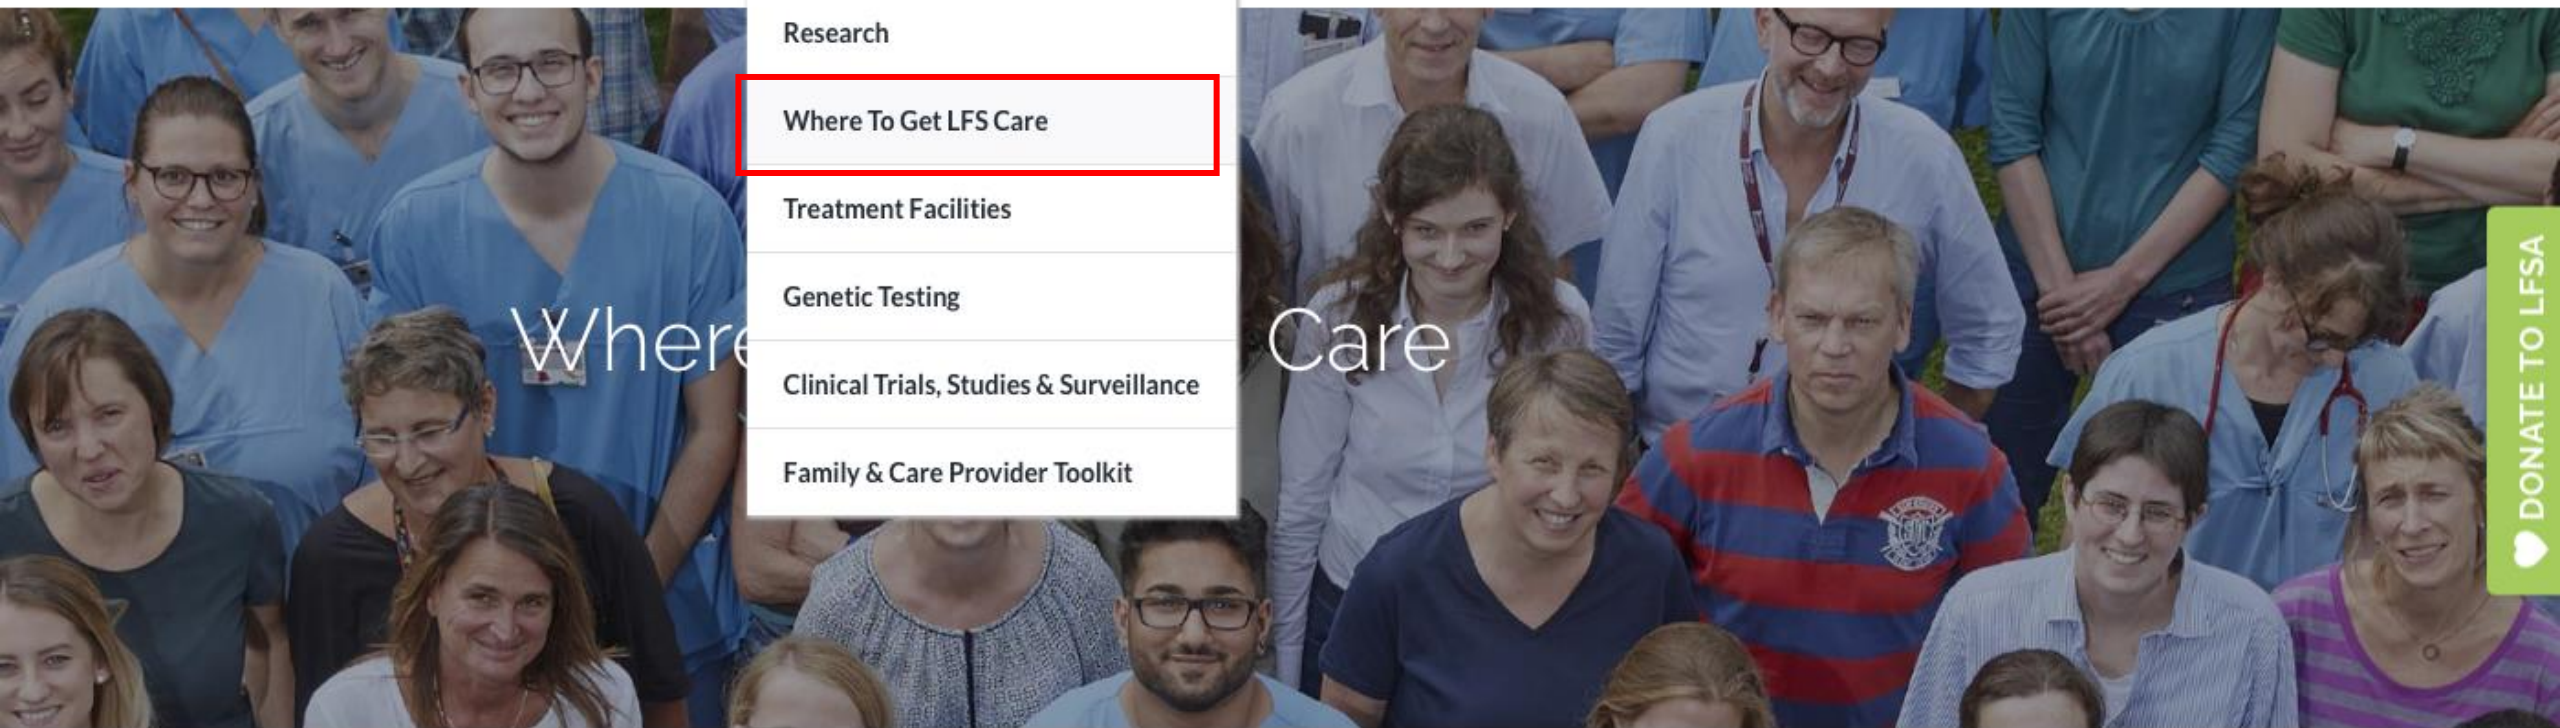 Research
Where To Get LFS Care
Treatment Facilities
Genetic Testing
Clinical Trials, Studies & Surveillance
Family & Care Provider Toolkit
Where
Care
DONATE TO LFSA